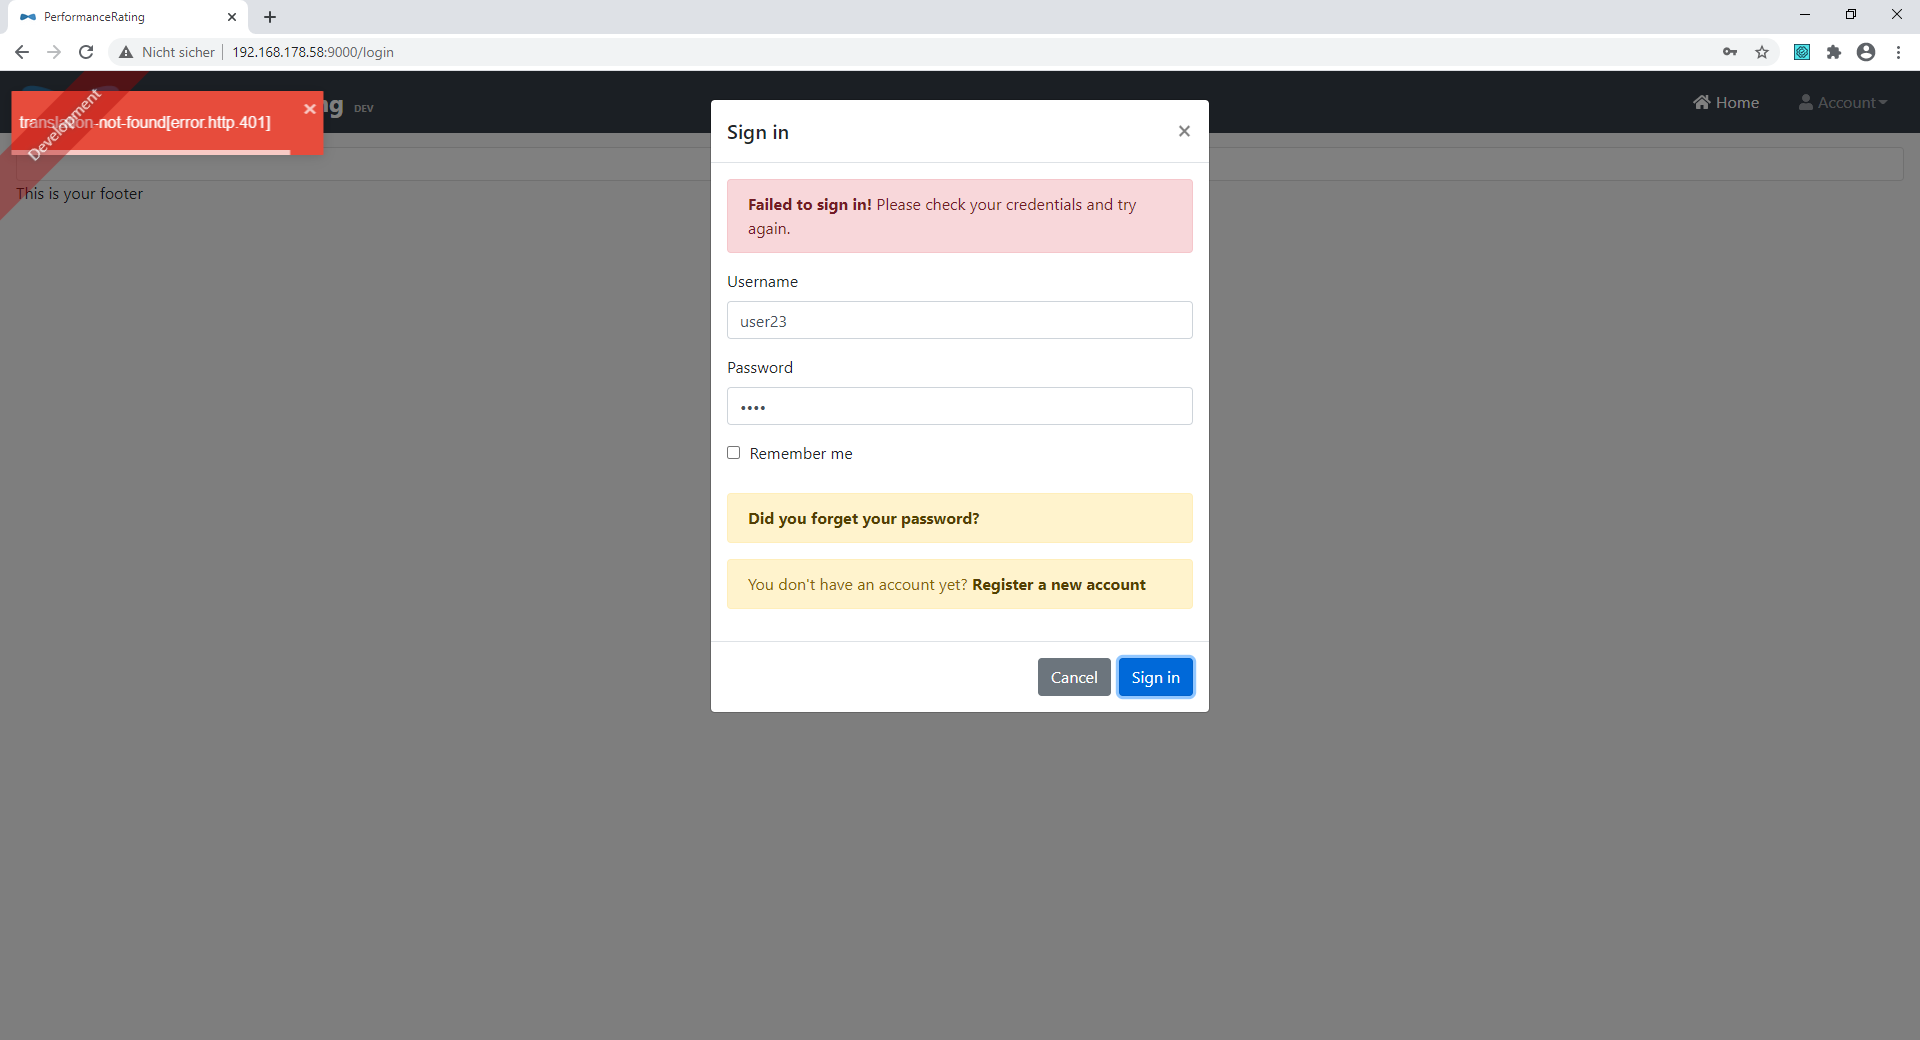 PerformanceRating
Nicht sicher
192.168.178.58:9000/login
DEV
Home
Account
translation-not-found[error.http.401]
Development
This is your footer
Sign in
Failed to sign in! Please check your credentials and try
again.
Username
user23
Password
••••
Remember me
Did you forget your password?
You don't have an account yet? Register a new account
Cancel
Sign in